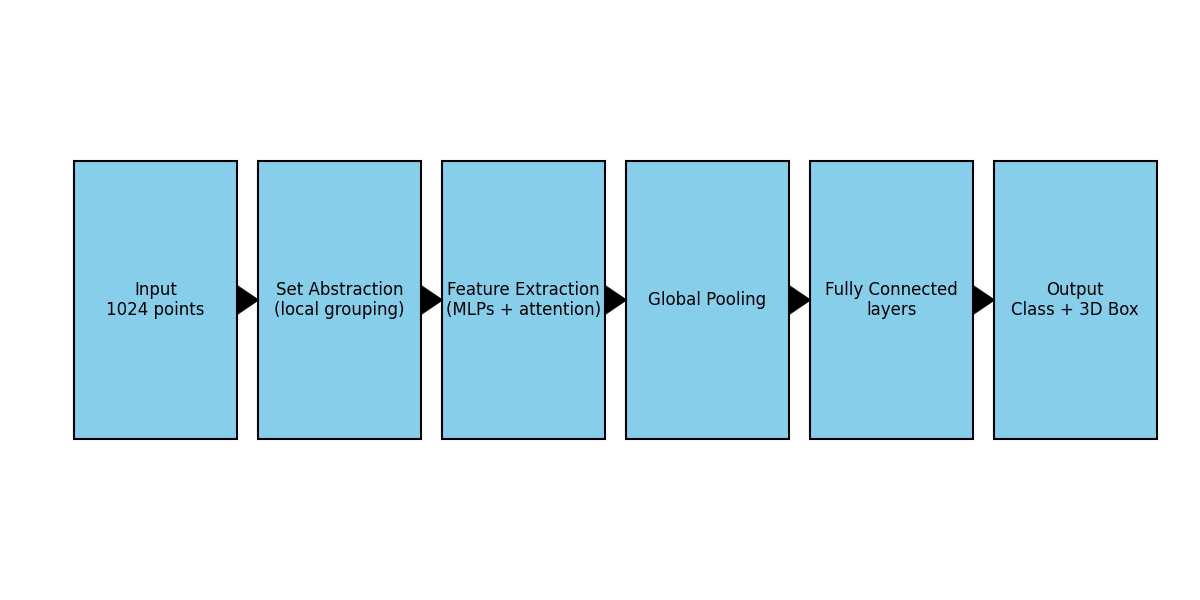 Input
1024 points
Set Abstraction
(local grouping)
Feature Extraction
(MLPs + attention)
Global Pooling
Fully Connected
layers
Output
Class + 3D Box